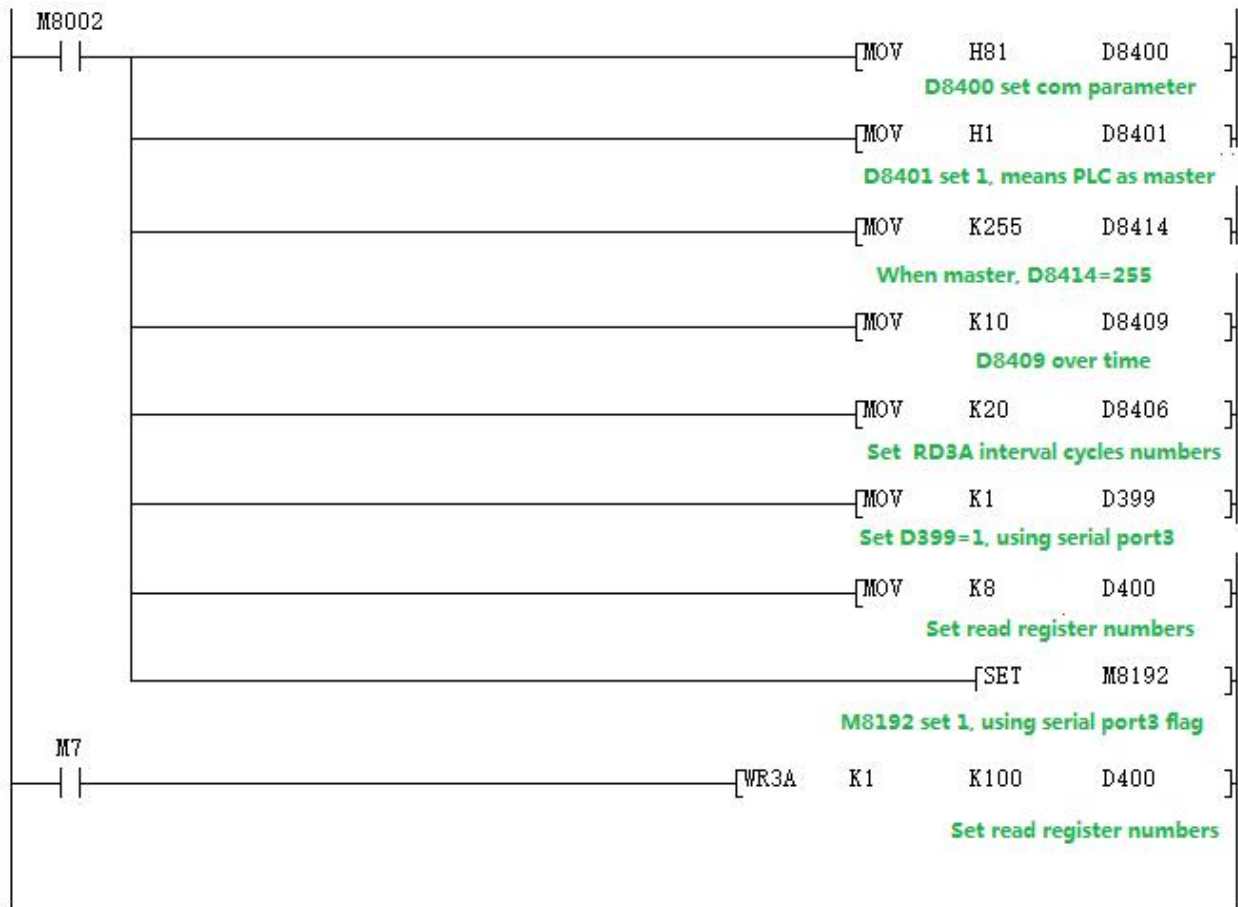 M8002
MOV H81 D8400
D8400 set com parameter
MOV H1 D8401
D8401 set 1, means PLC as master
MOV K255 D8414
When master, D8414=255
MOV K10 D8409
D8409 over time
MOV K20 D8406
Set RD3A interval cycles numbers
MOV K1 D399
Set D399=1, using serial port3
MOV K8 D400
Set read register numbers
SET M8192
M8192 set 1, using serial port3 flag
M7
WR3A K1 K100 D400
Set read register numbers